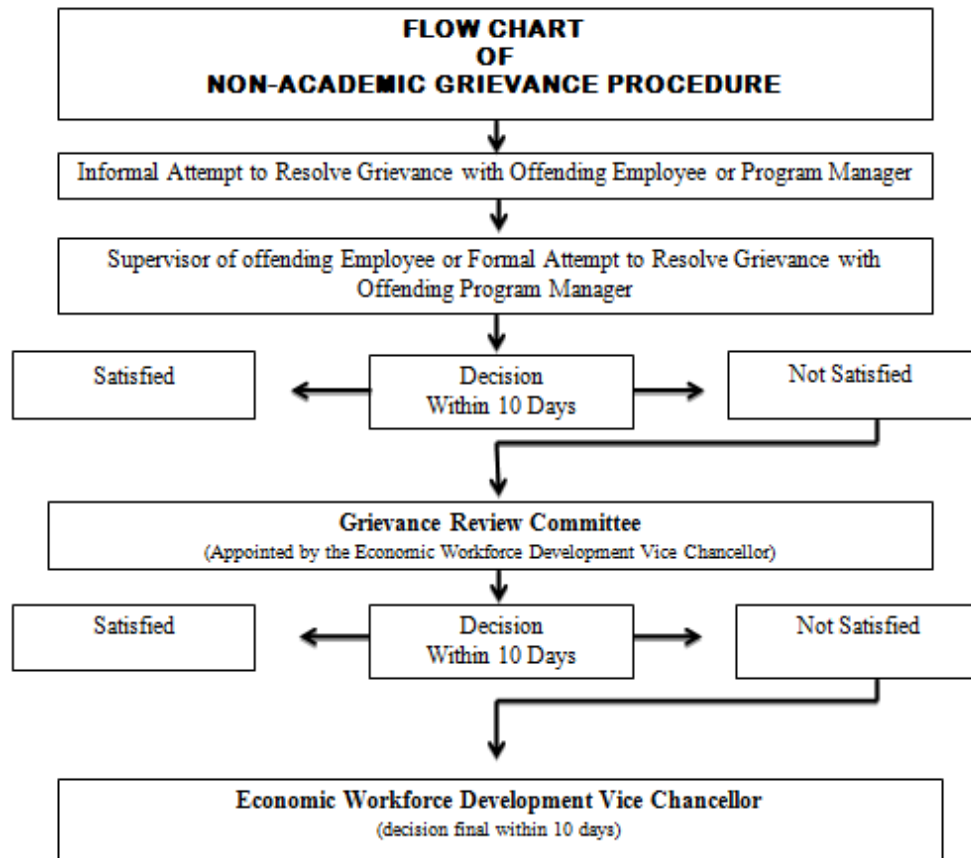 FLOW CHART
OF
NON-ACADEMIC GRIEVANCE PROCEDURE
Informal Attempt to Resolve Grievance with Offending Employee or Program Manager
Supervisor of offending Employee or Formal Attempt to Resolve Grievance with
Offending Program Manager
Satisfied
Decision
Within 10 Days
Not Satisfied
Grievance Review Committee
(Appointed by the Economic Workforce Development Vice Chancellor)
Satisfied
Decision
Within 10 Days
Not Satisfied
Economic Workforce Development Vice Chancellor
(decision final within 10 days)